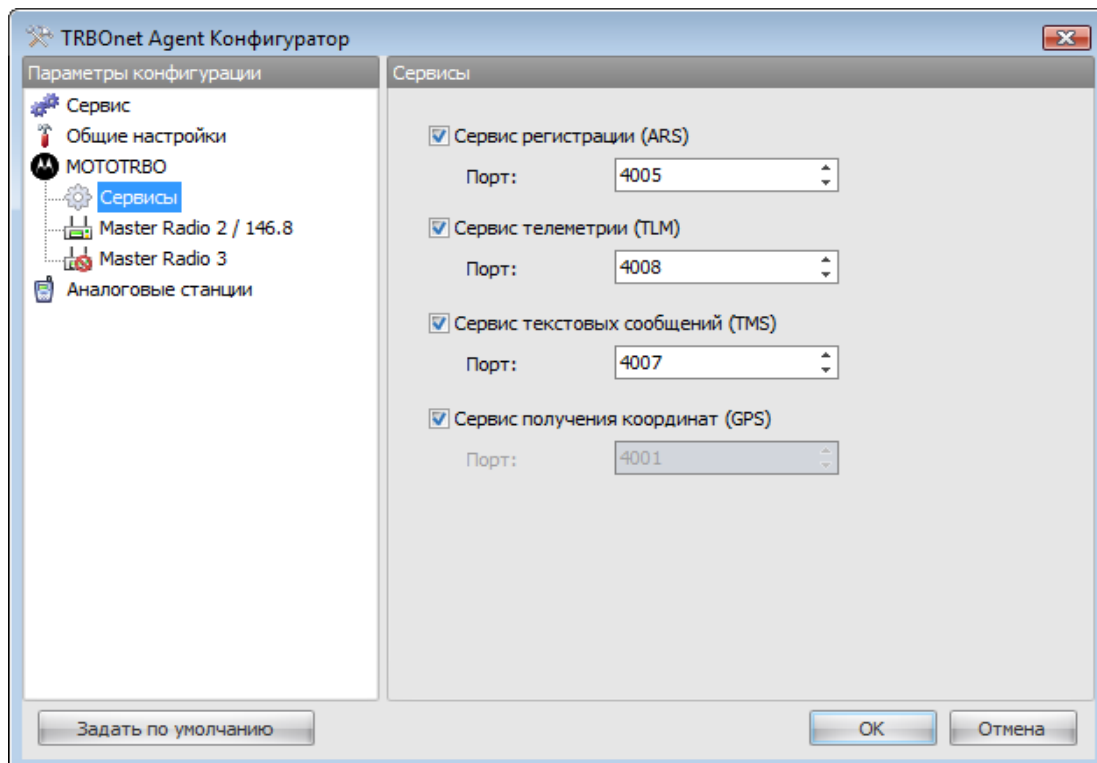 TRBOnet Agent Конфигуратор
Параметры конфигурации
Сервис
Общие настройки
MOTOTRBO
Сервисы
Master Radio 2 / 146.8
Master Radio 3
Аналоговые станции
Сервисы
Сервис регистрации (ARS)
Порт: 4005
Сервис телеметрии (TLM)
Порт: 4008
Сервис текстовых сообщений (TMS)
Порт: 4007
Сервис получения координат (GPS)
Порт: 4001
Задать по умолчанию
OK
Отмена